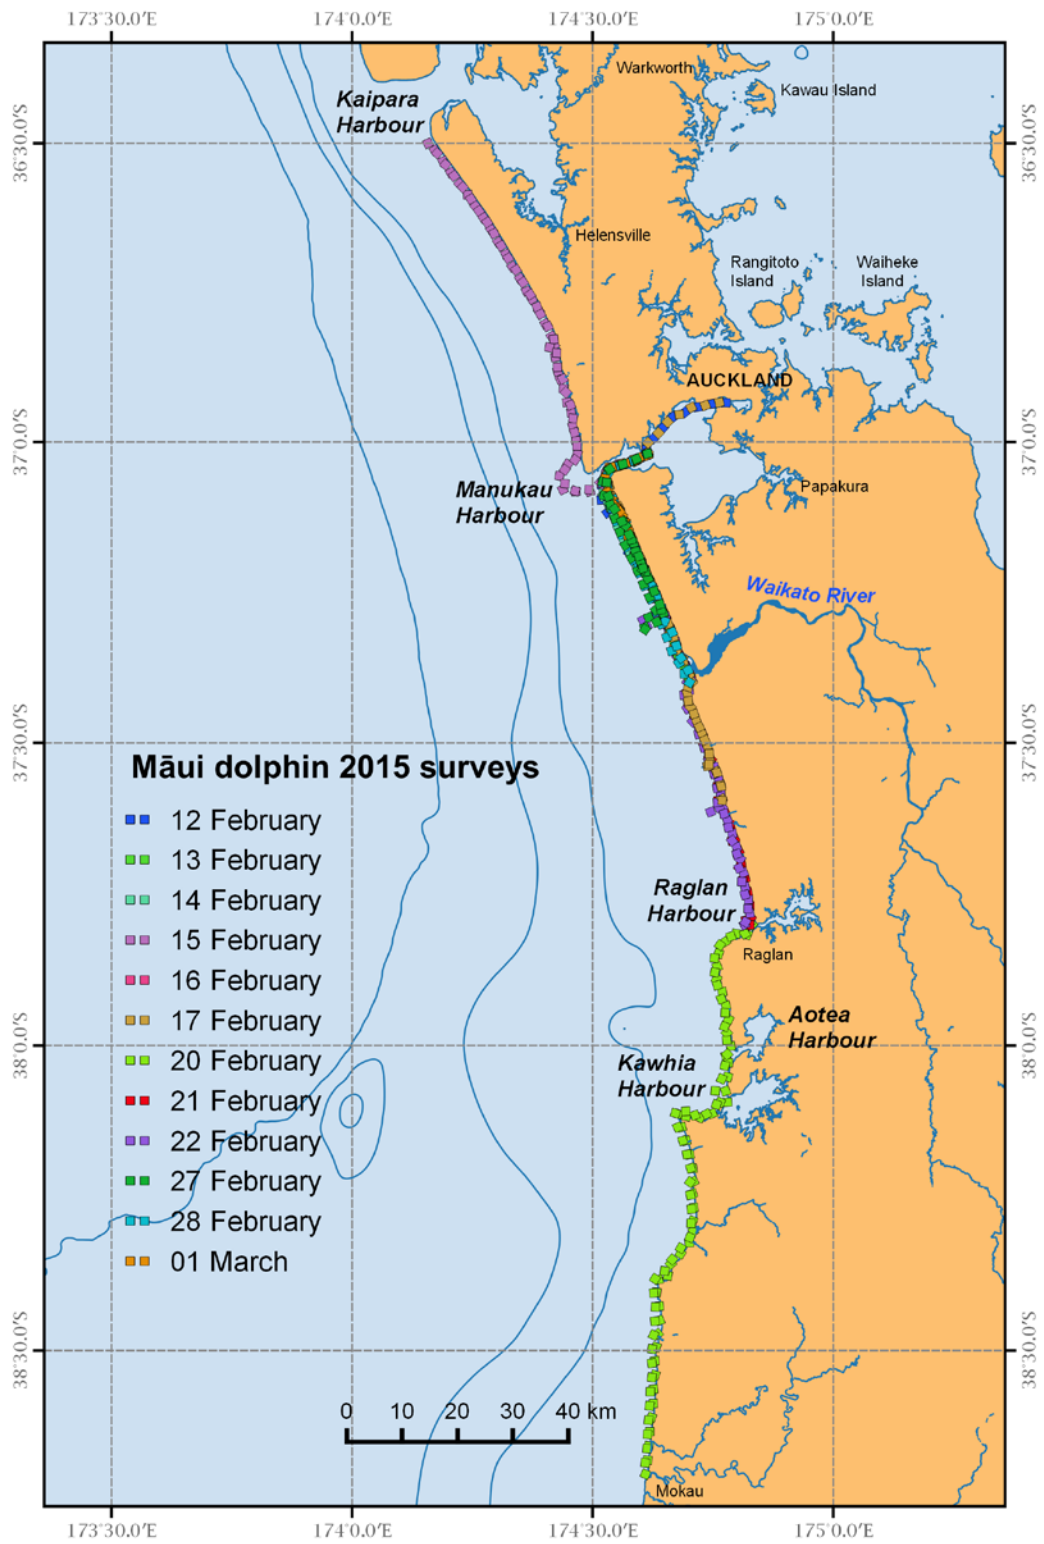 173°30.0'E 174°0.0'E 174°30.0'E 175°0.0'E
Warkworth
Kawau Island
Kaipara
Harbour
36°30.0'S 36°30.0'S
Helensville
Rangitoto
Island
Waiheke
Island
AUCKLAND
37°0.0'S 37°0.0'S
Manukau
Harbour
Papakura
Waikato River
37°30.0'S 37°30.0'S
Māui dolphin 2015 surveys
12 February
13 February
14 February
15 February
16 February
17 February
20 February
21 February
22 February
27 February
28 February
01 March
Raglan
Harbour
Raglan
Aotea
Harbour
38°0.0'S 38°0.0'S
Kawhia
Harbour
38°30.0'S 38°30.0'S
0 10 20 30 40 km
Mokau
173°30.0'E 174°0.0'E 174°30.0'E 175°0.0'E